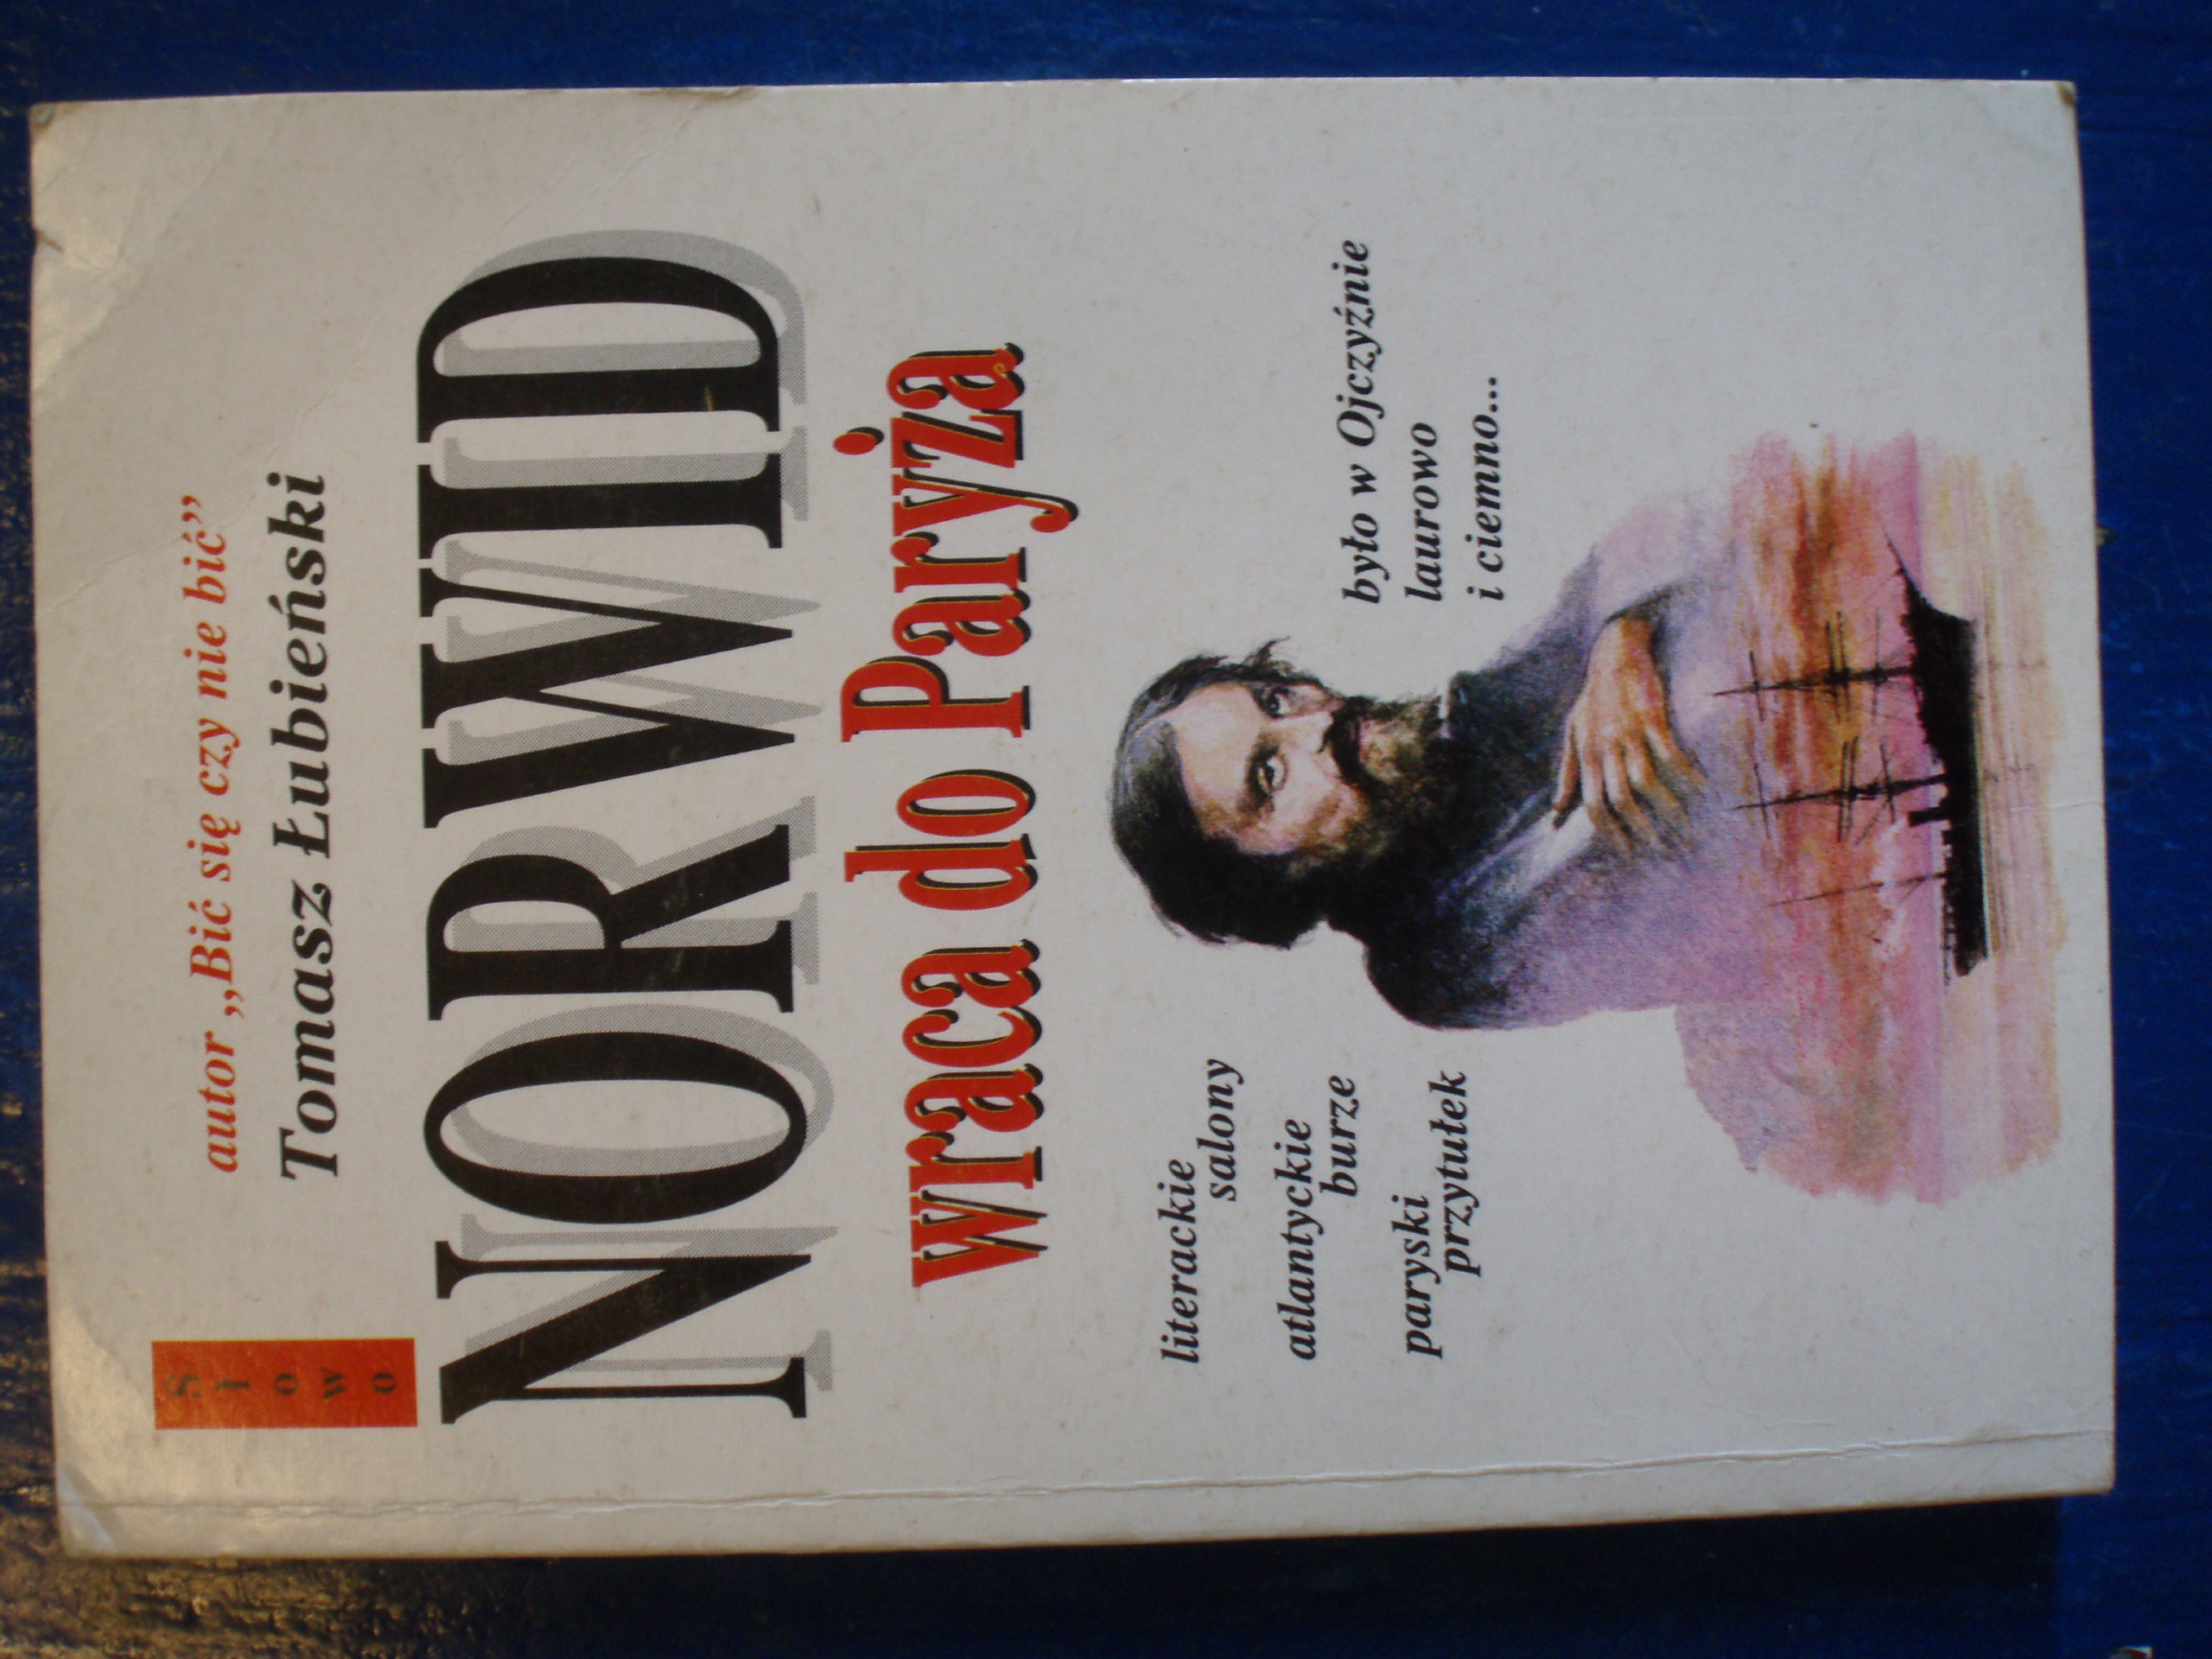 Słowo
autor „Bić się czy nie bić”
Tomasz Łubieński
NORWID
wraca do Paryża
literackie
salony
atlantyckie
burze
paryski
przytułek
było w Ojczyźnie
laurowo
i ciemno...